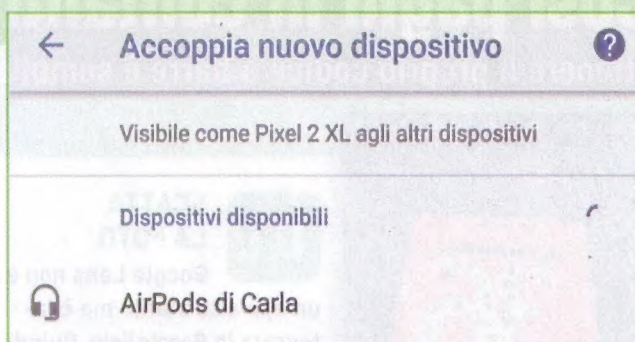 Accoppia nuovo dispositivo ?
Visibile come Pixel 2 XL agli altri dispositivi
Dispositivi disponibili
AirPods di Carla